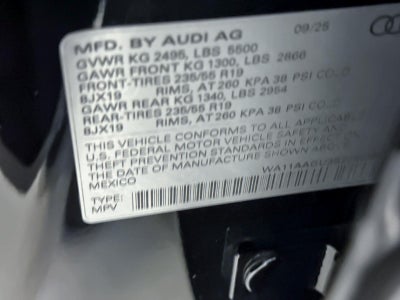 MFD. BY AUDI AG 09/25
GVWR KG 2495, LBS 5500
GAWR FRONT KG 1300, LBS 2866
FRONT-TIRES 235/55 R19
8JX19 RIMS, AT 260 KPA 38 PSI COLD
GAWR REAR KG 1340, LBS 2954
REAR-TIRES 235/55 R19
8JX19 RIMS, AT 260 KPA 38 PSI COLD
THIS VEHICLE CONFORMS TO ALL APPLICABLE
U.S. FEDERAL MOTOR VEHICLE SAFETY AND
THEFT PREVENTION STANDARDS IN EFFECT ON
THE DATE OF MANUFACTURE SHOWN
MEXICO
TYPE:
MPV